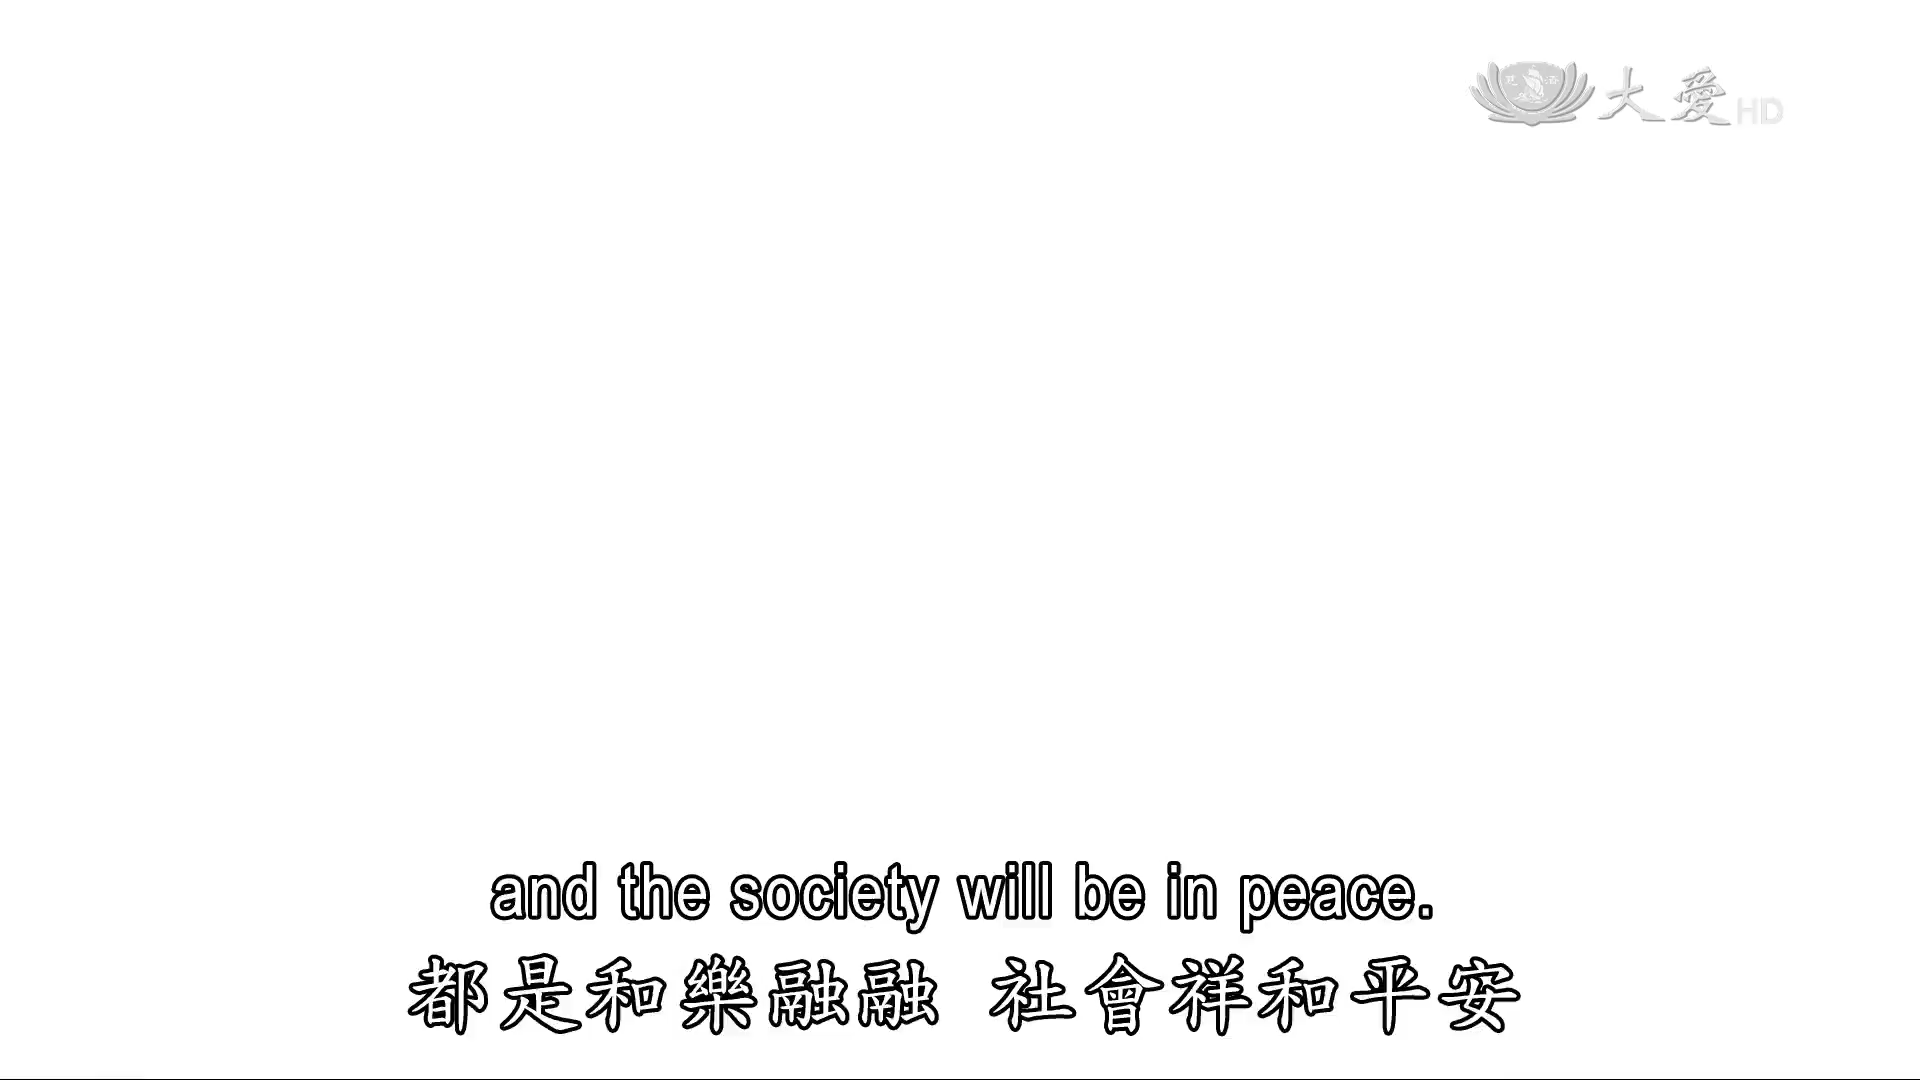 大愛HD
and the society will be in peace.
都是和樂融融 社會祥和平安